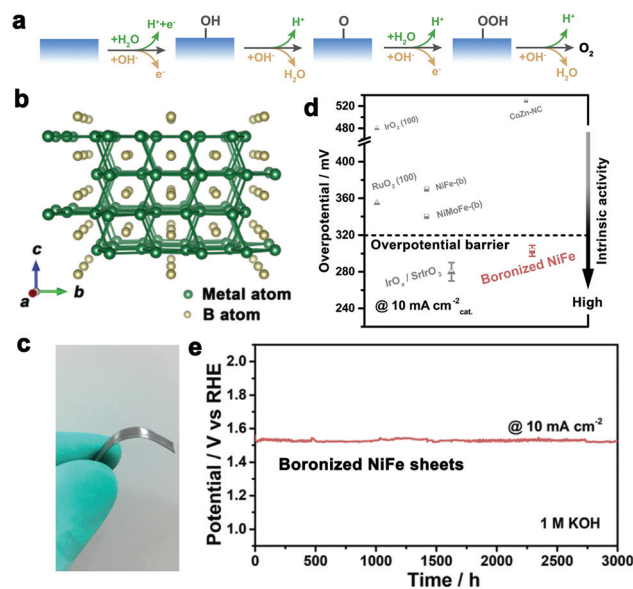 a
H⁺+e⁻
+H₂O
+OH⁻
e⁻
OH
H⁺
+OH⁻
H₂O
O
H⁺
+H₂O
+OH⁻
e⁻
OOH
H⁺
+OH⁻
H₂O
O₂
b
c
a
b
Metal atom
B atom
c
d
Overpotential / mV
520
480
400
360
320
280
240
IrO₂ (100)
CoZn-NC
RuO₂ (100)
NiFe-(b)
NiMoFe-(b)
Overpotential barrier
IrOₓ / SrIrO₃
Boronized NiFe
@ 10 mA cm⁻²cat.
Intrinsic activity
High
e
Potential / V vs RHE
2.0
1.8
1.6
1.4
1.2
1.0
@ 10 mA cm⁻²
Boronized NiFe sheets
1 M KOH
0 500 1000 1500 2000 2500 3000
Time / h